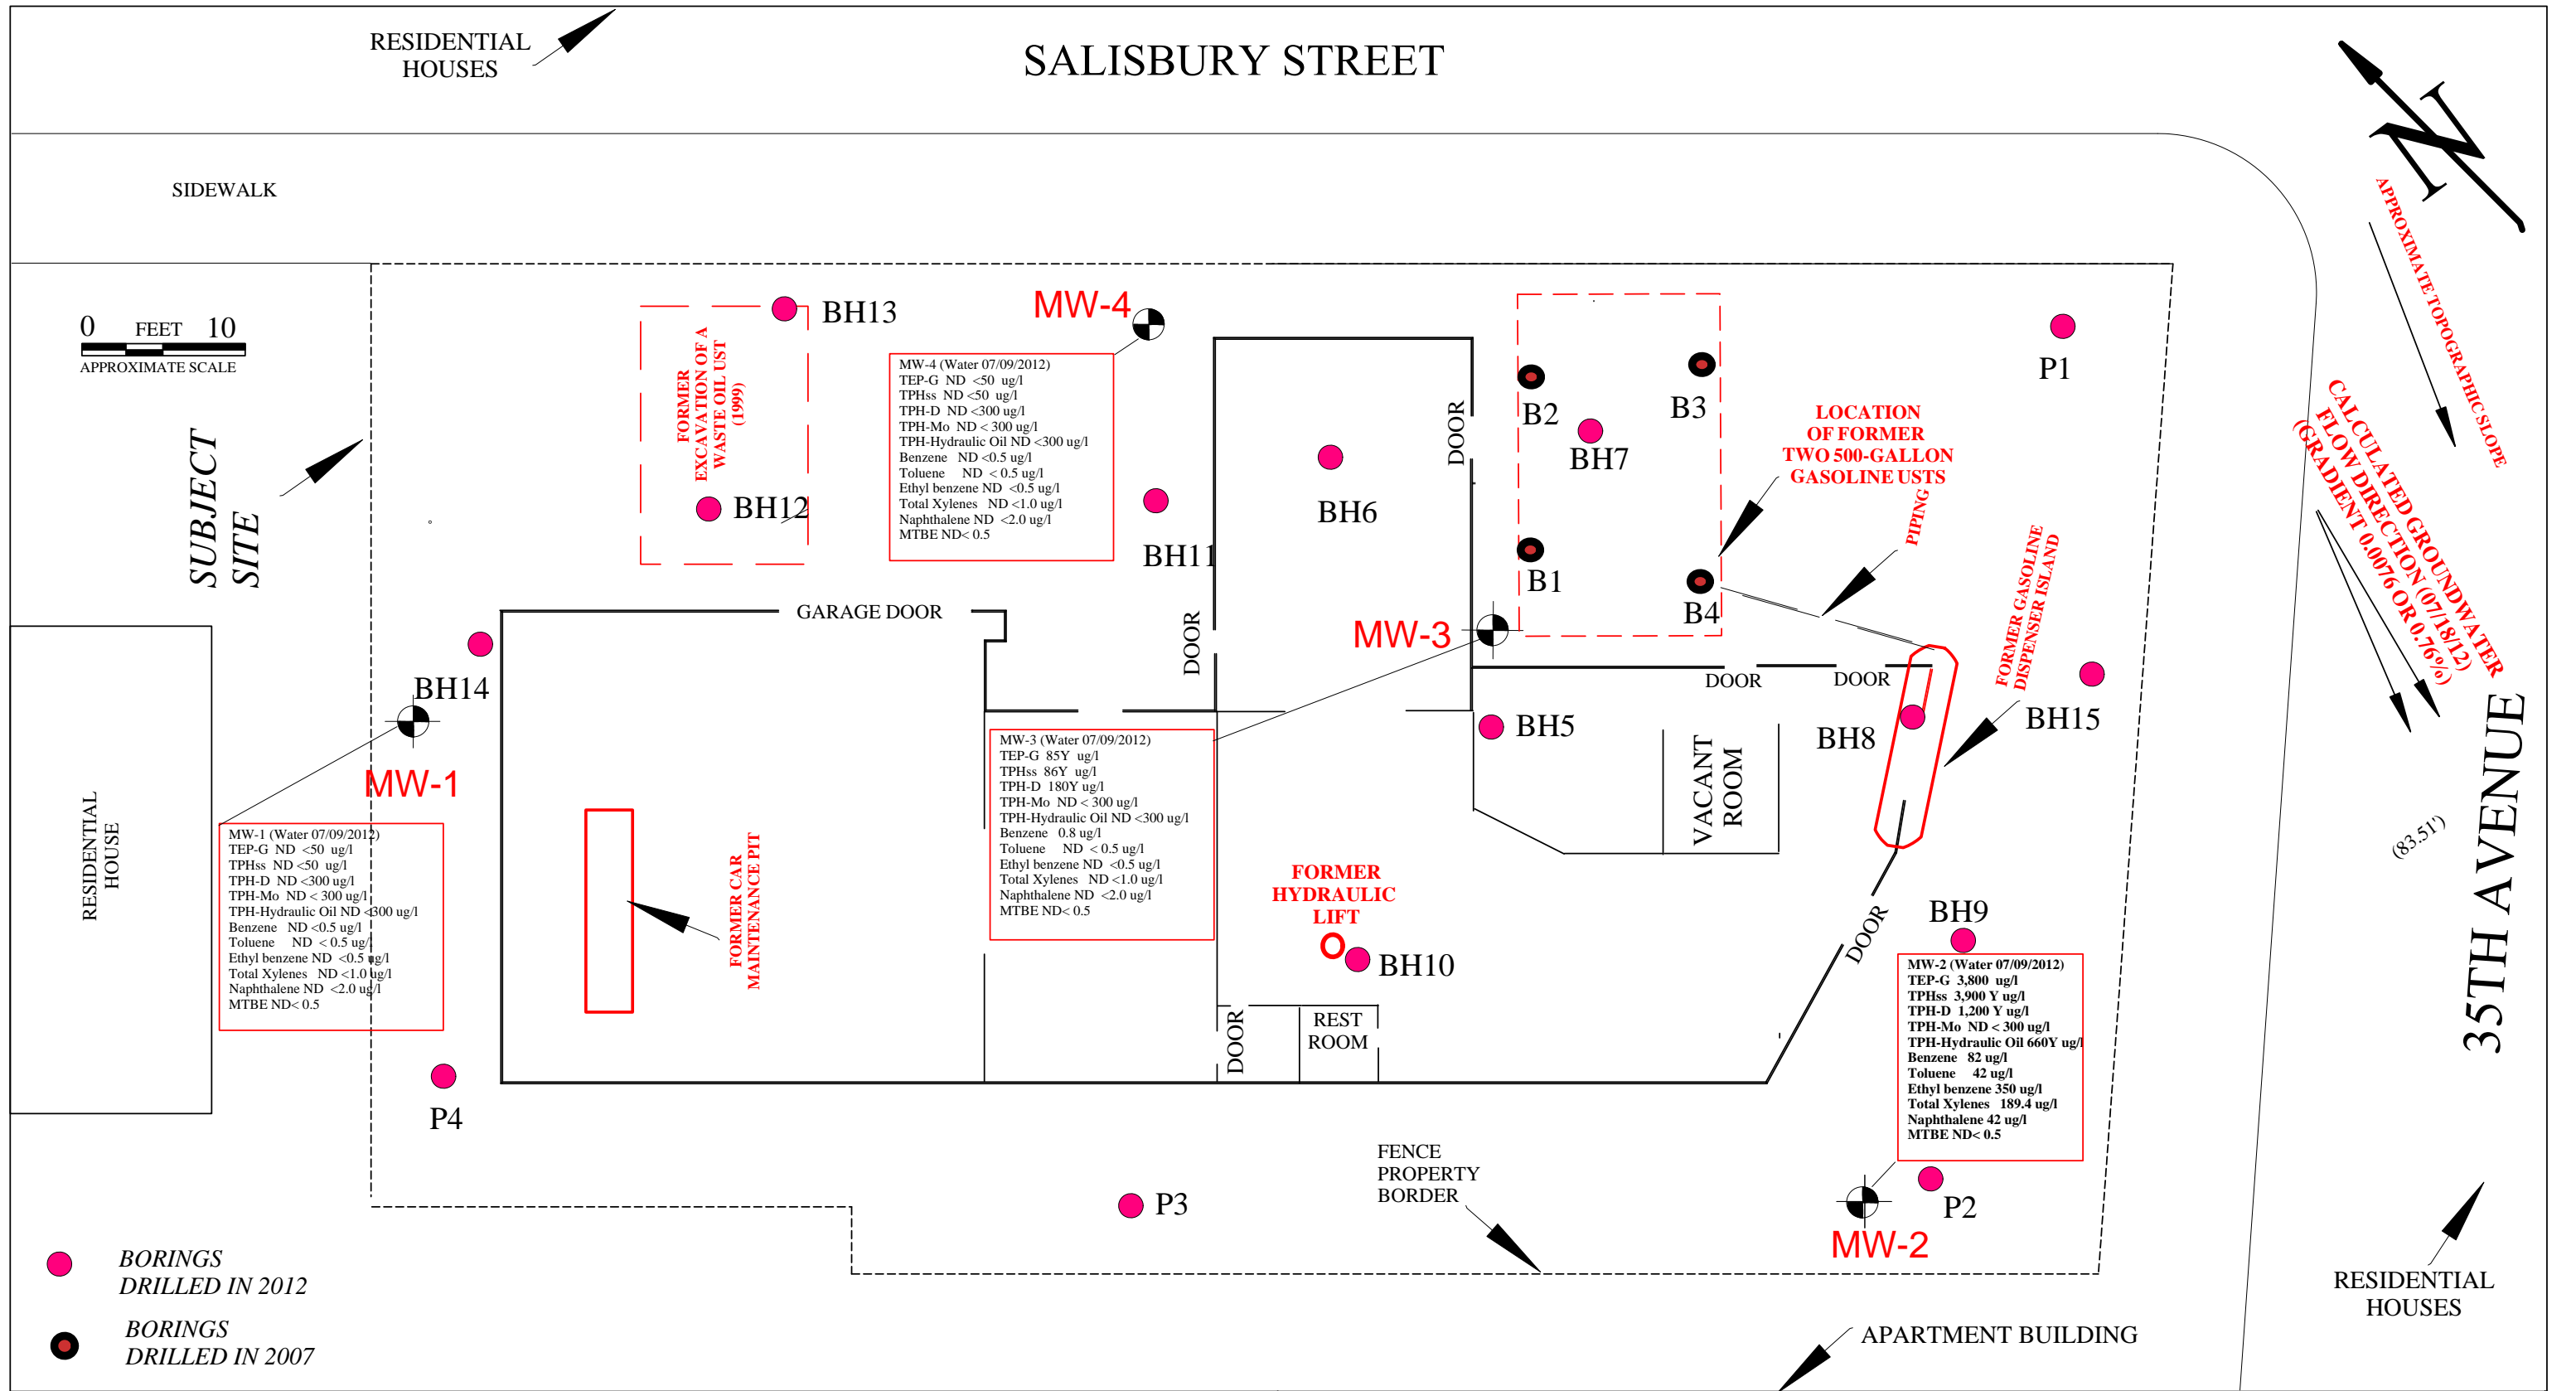 RESIDENTIAL
HOUSES
SALISBURY STREET
N
SIDEWALK
0 FEET 10
APPROXIMATE SCALE
SUBJECT
SITE
FORMER
EXCAVATION OF A
WASTE OIL UST
(1999)
BH13
BH12
MW-4
MW-4 (Water 07/09/2012)
TEP-G ND <50 ug/l
TPHss ND <50 ug/l
TPH-D ND <300 ug/l
TPH-Mo ND < 300 ug/l
TPH-Hydraulic Oil ND <300 ug/l
Benzene ND <0.5 ug/l
Toluene ND < 0.5 ug/l
Ethyl benzene ND <0.5 ug/l
Total Xylenes ND <1.0 ug/l
Naphthalene ND <2.0 ug/l
MTBE ND< 0.5
BH11
BH6
DOOR
DOOR
B2
B3
BH7
B1
B4
LOCATION
OF FORMER
TWO 500-GALLON
GASOLINE USTS
PIPING
FORMER GASOLINE
DISPENSER ISLAND
P1
APPROXIMATE TOPOGRAPHIC SLOPE
CALCULATED GROUNDWATER
FLOW DIRECTION (07/18/12)
(GRADIENT 0.0076 OR 0.76%)
GARAGE DOOR
MW-3
BH14
MW-1
RESIDENTIAL
HOUSE
MW-1 (Water 07/09/2012)
TEP-G ND <50 ug/l
TPHss ND <50 ug/l
TPH-D ND <300 ug/l
TPH-Mo ND < 300 ug/l
TPH-Hydraulic Oil ND <300 ug/l
Benzene ND <0.5 ug/l
Toluene ND < 0.5 ug/l
Ethyl benzene ND <0.5 ug/l
Total Xylenes ND <1.0 ug/l
Naphthalene ND <2.0 ug/l
MTBE ND< 0.5
FORMER CAR
MAINTENANCE PIT
MW-3 (Water 07/09/2012)
TEP-G 85Y ug/l
TPHss 86Y ug/l
TPH-D 180Y ug/l
TPH-Mo ND < 300 ug/l
TPH-Hydraulic Oil ND <300 ug/l
Benzene 0.8 ug/l
Toluene ND < 0.5 ug/l
Ethyl benzene ND <0.5 ug/l
Total Xylenes ND <1.0 ug/l
Naphthalene ND <2.0 ug/l
MTBE ND< 0.5
BH5
DOOR
DOOR
VACANT
ROOM
BH8
BH15
FORMER
HYDRAULIC
LIFT
BH10
DOOR
REST
ROOM
DOOR
BH9
MW-2 (Water 07/09/2012)
TEP-G 3,800 ug/l
TPHss 3,900 Y ug/l
TPH-D 1,200 Y ug/l
TPH-Mo ND < 300 ug/l
TPH-Hydraulic Oil 660Y ug/l
Benzene 82 ug/l
Toluene 42 ug/l
Ethyl benzene 350 ug/l
Total Xylenes 189.4 ug/l
Naphthalene 42 ug/l
MTBE ND< 0.5
(83.51')
35TH AVENUE
P4
P3
FENCE
PROPERTY
BORDER
P2
MW-2
BORINGS
DRILLED IN 2012
BORINGS
DRILLED IN 2007
APARTMENT BUILDING
RESIDENTIAL
HOUSES